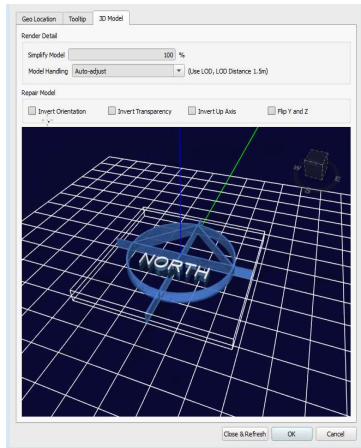 Geo Location Tooltip 3D Model
Render Detail
Simplify Model 100 %
Model Handling Auto-adjust (Use LOD, LOD Distance 1.5m)
Repair Model
Invert Orientation Invert Transparency Invert Up Axis Flip Y and Z
NORTH
Close & Refresh OK Cancel